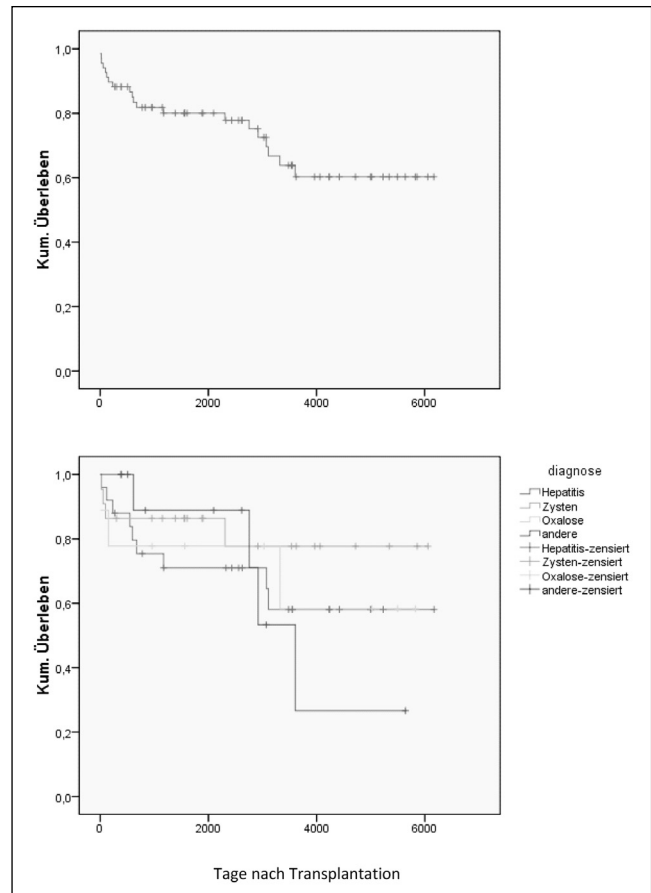 1,0
0,8
0,6
0,4
0,2
0,0
Kum. Überleben
0 2000 4000 6000
1,0
0,8
0,6
0,4
0,2
0,0
Kum. Überleben
0 2000 4000 6000
diagnose
Hepatitis
Zysten
Oxalose
andere
Hepatitis-zensiert
Zysten-zensiert
Oxalose-zensiert
andere-zensiert
Tage nach Transplantation